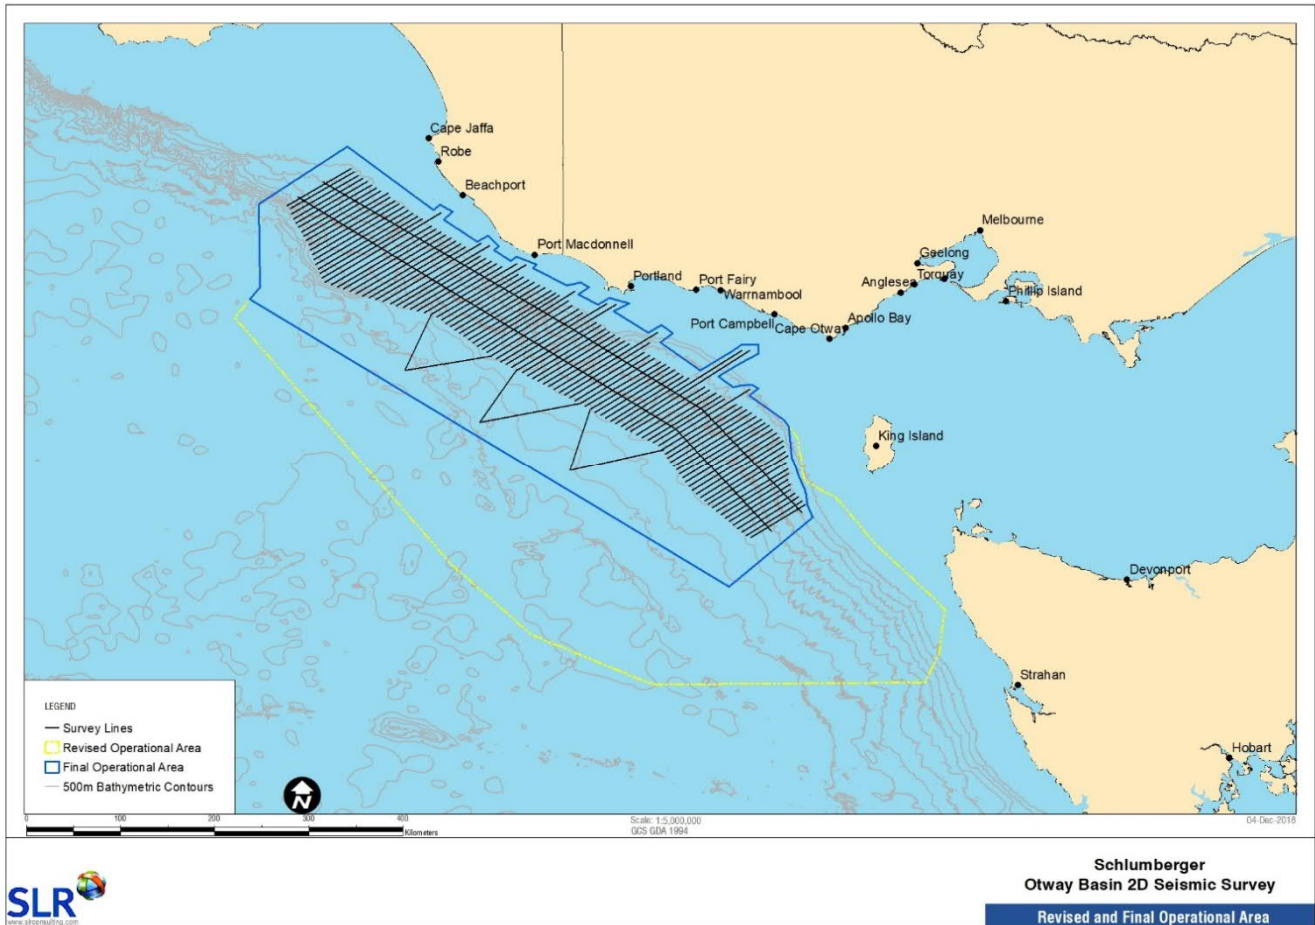 Cape Jaffa
Robe
Beachport
Port Macdonnell
Portland
Port Fairy
Warrnambool
Port Campbell
Cape Otway
Apollo Bay
Anglesea
Torquay
Geelong
Melbourne
Phillip Island
King Island
Devonport
Strahan
Hobart
LEGEND
Survey Lines
Revised Operational Area
Final Operational Area
500m Bathymetric Contours
N
0 100 200 300 400
Kilometers
Scale: 1:5,000,000
GCS GDA 1994
04-Dec-2018
SLR
www.slrconsulting.com
Schlumberger
Otway Basin 2D Seismic Survey
Revised and Final Operational Area